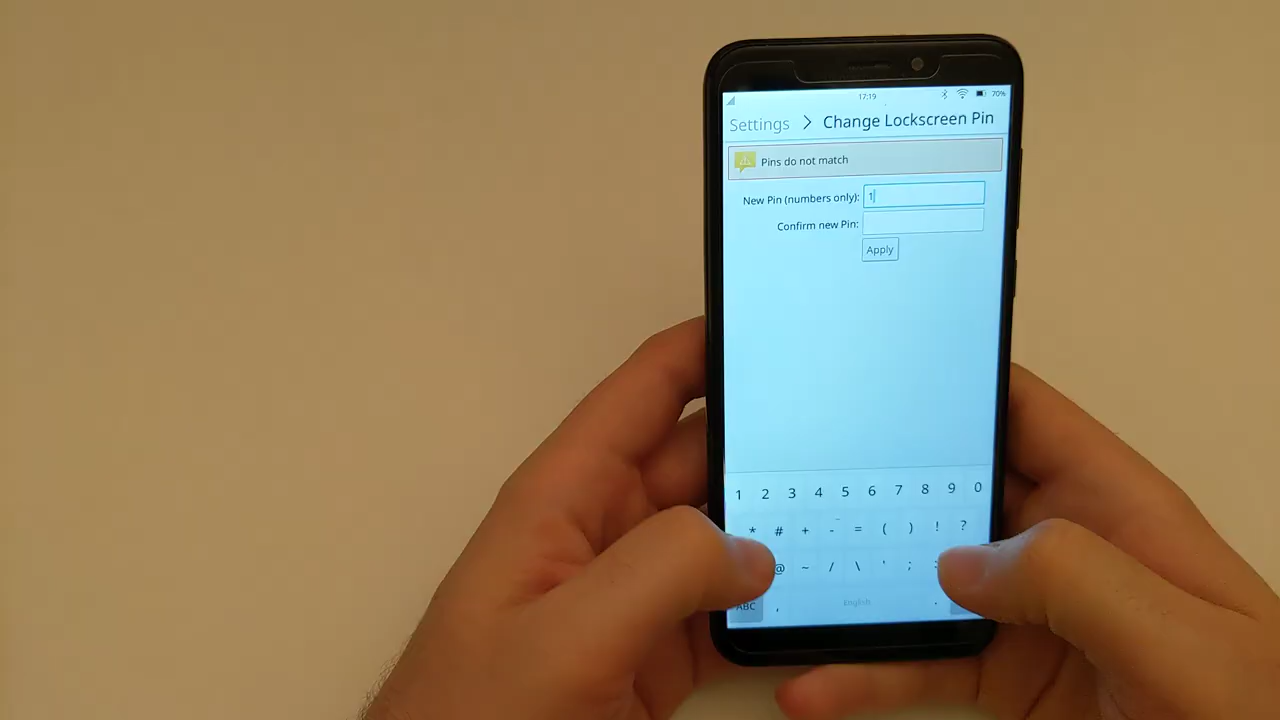 17:19 70%
Settings > Change Lockscreen Pin
Pins do not match
New Pin (numbers only): 1
Confirm new Pin:
Apply
1 2 3 4 5 6 7 8 9 0
* # + - = ( ) ! ?
@ ~ / \ ' ; :
ABC , English .